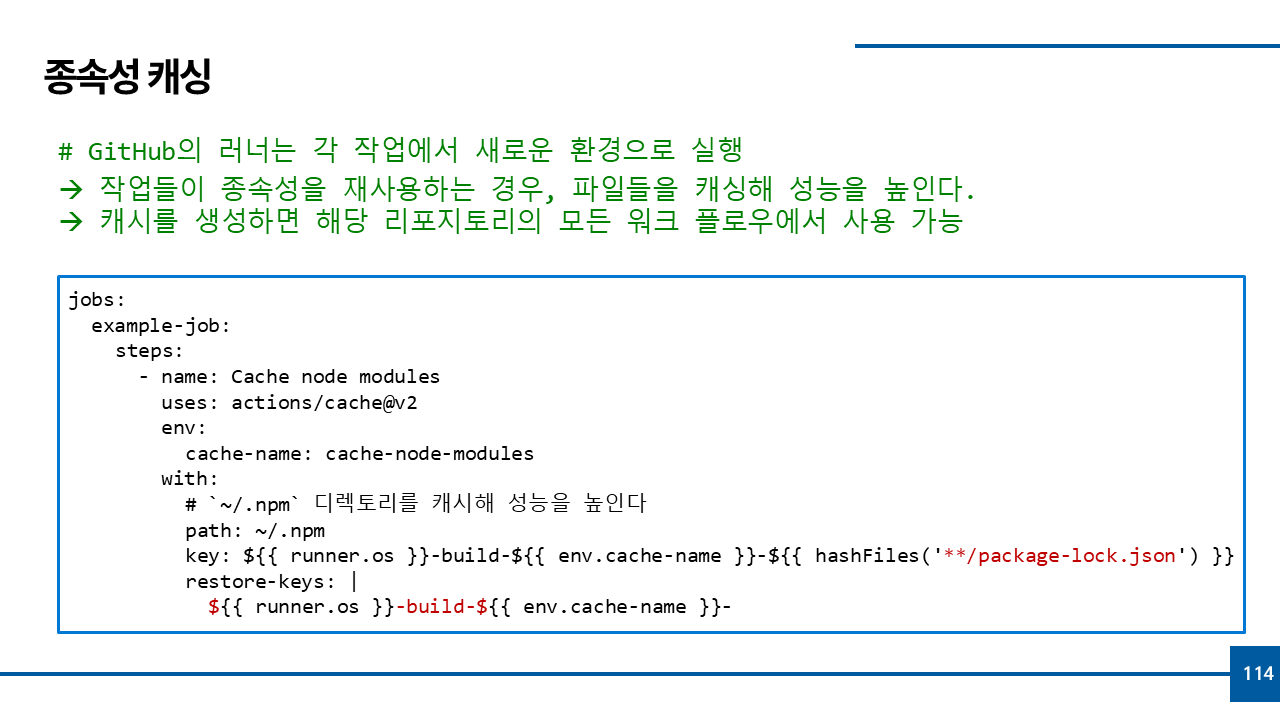 종속성 캐싱
# GitHub의 러너는 각 작업에서 새로운 환경으로 실행
→ 작업들이 종속성을 재사용하는 경우, 파일들을 캐싱해 성능을 높인다.
→ 캐시를 생성하면 해당 리포지토리의 모든 워크 플로우에서 사용 가능
jobs:
  example-job:
    steps:
      - name: Cache node modules
        uses: actions/cache@v2
        env:
          cache-name: cache-node-modules
        with:
          # `~/.npm` 디렉토리를 캐시해 성능을 높인다
          path: ~/.npm
          key: ${{ runner.os }}-build-${{ env.cache-name }}-${{ hashFiles('**/package-lock.json') }}
          restore-keys: |
            ${{ runner.os }}-build-${{ env.cache-name }}-
114